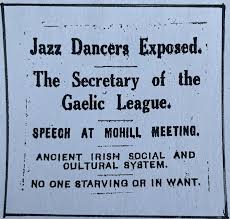 Jazz Dancers Exposed.
The Secretary of the
Gaelic League.
SPEECH AT MOHILL MEETING.
ANCIENT IRISH SOCIAL AND
CULTURAL SYSTEM.
NO ONE STARVING OR IN WANT.